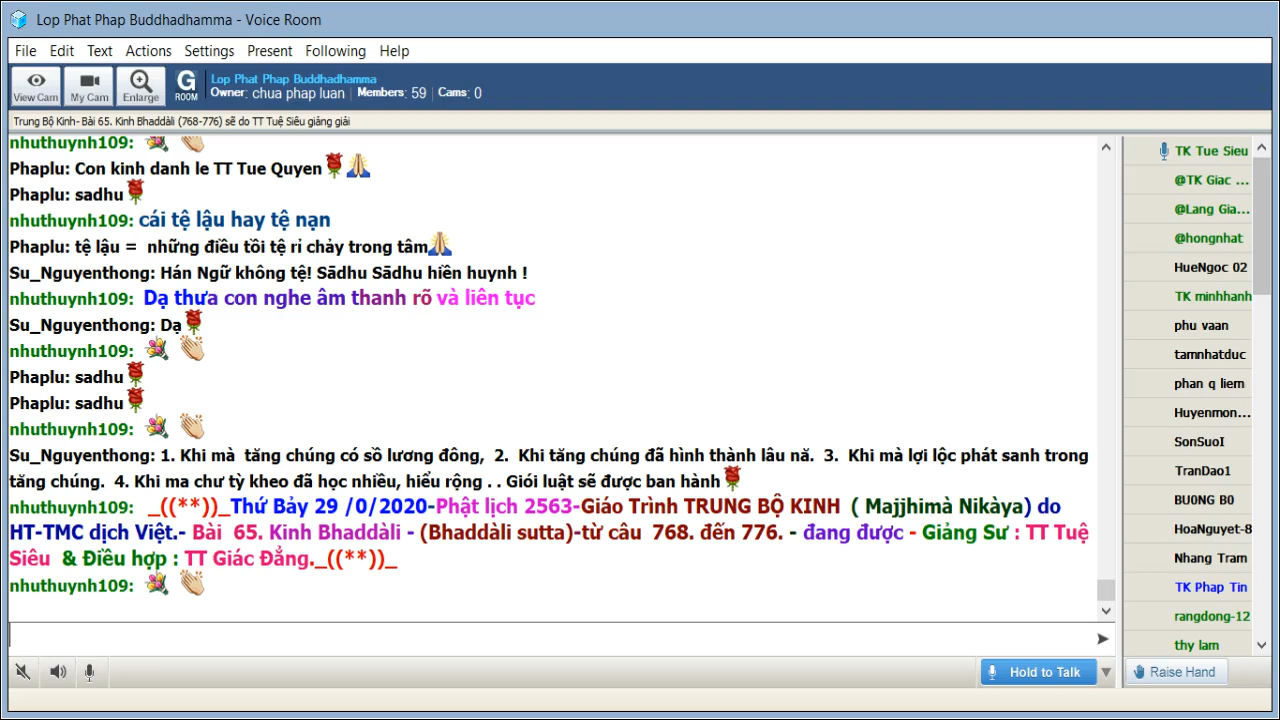 Lop Phat Phap Buddhadhamma - Voice Room
File Edit Text Actions Settings Present Following Help
View Cam My Cam Enlarge G ROOM
Lop Phat Phap Buddhadhamma
Owner: chua phap luan Members: 59 Cams: 0
Trung Bộ Kinh- Bài 65. Kinh Bhaddàli (768-776) sẽ do TT Tuệ Siêu giảng giải
nhuthuynh109:
Phaplu: Con kinh danh le TT Tue Quyen
Phaplu: sadhu
nhuthuynh109: cái tệ lậu hay tệ nạn
Phaplu: tệ lậu = những điều tồi tệ rỉ chảy trong tâm
Su_Nguyenthong: Hán Ngữ không tệ! Sādhu Sādhu hiền huynh !
nhuthuynh109: Dạ thưa con nghe âm thanh rõ và liên tục
Su_Nguyenthong: Dạ
nhuthuynh109:
Phaplu: sadhu
Phaplu: sadhu
nhuthuynh109:
Su_Nguyenthong: 1. Khi mà tăng chúng có sồ lương đông, 2. Khi tăng chúng đã hình thành lâu nă. 3. Khi mà lợi lộc phát sanh trong
tăng chúng. 4. Khi ma chư tỳ kheo đã học nhiều, hiểu rộng . . Giói luật sẽ được ban hành
nhuthuynh109: _((**))_Thứ Bảy 29 /0/2020-Phật lịch 2563-Giáo Trình TRUNG BỘ KINH ( Majjhimà Nikàya) do
HT-TMC dịch Việt.- Bài 65. Kinh Bhaddàli - (Bhaddàli sutta)-từ câu 768. đến 776. - đang được - Giảng Sư : TT Tuệ
Siêu & Điều hợp : TT Giác Đẳng._((**))_
nhuthuynh109:
Hold to Talk
TK Tue Sieu
@TK Giac ...
@Lang Gia...
@hongnhat
HueNgoc 02
TK minhhanh
phu vaan
tamnhatduc
phan q liem
Huyenmon...
SonSuoI
TranDao1
BU0NG B0
HoaNguyet-8
Nhang Tram
TK Phap Tin
rangdong-12
thy lam
Raise Hand